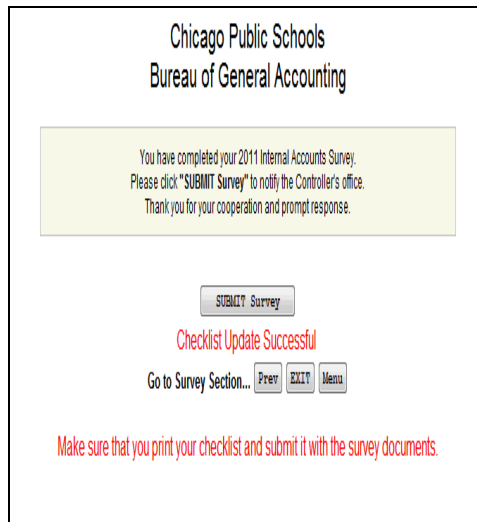 Chicago Public Schools
Bureau of General Accounting
You have completed your 2011 Internal Accounts Survey.
Please click "SUBMIT Survey" to notify the Controller's office.
Thank you for your cooperation and prompt response.
SUBMIT Survey
Checklist Update Successful
Go to Survey Section... Prev EXIT Menu
Make sure that you print your checklist and submit it with the survey documents.